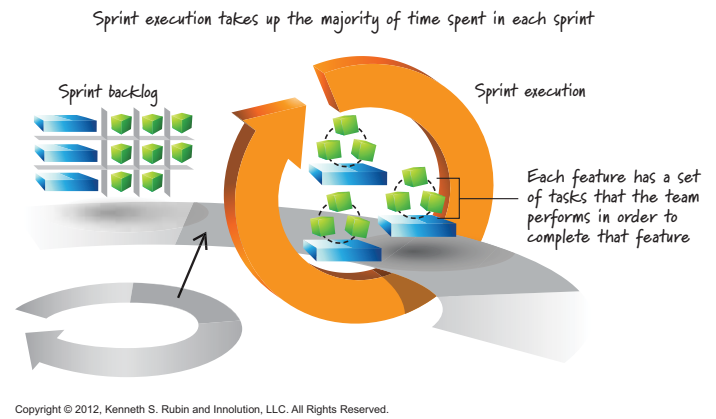 Sprint execution takes up the majority of time spent in each sprint
Sprint backlog
Sprint execution
Each feature has a set
of tasks that the team
performs in order to
complete that feature
Copyright © 2012, Kenneth S. Rubin and Innolution, LLC. All Rights Reserved.